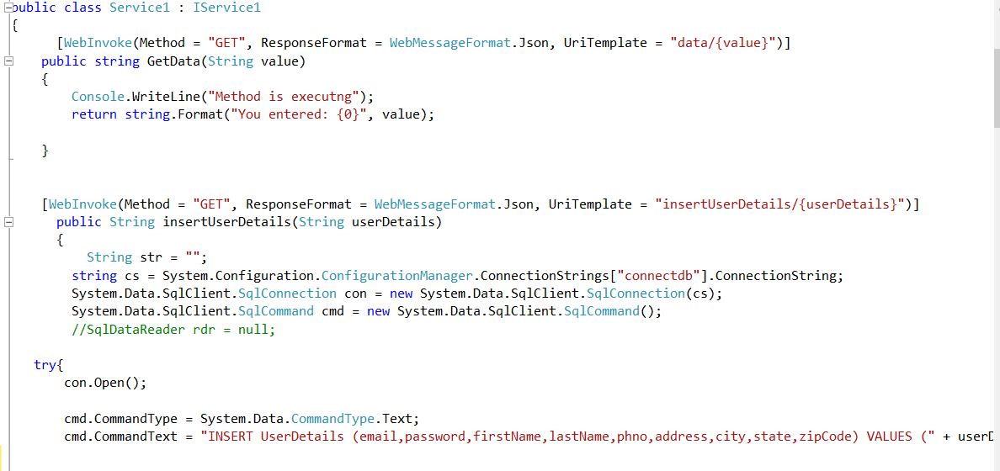 public class Service1 : IService1
{
[WebInvoke(Method = "GET", ResponseFormat = WebMessageFormat.Json, UriTemplate = "data/{value}")]
public string GetData(String value)
{
Console.WriteLine("Method is executng");
return string.Format("You entered: {0}", value);
}
[WebInvoke(Method = "GET", ResponseFormat = WebMessageFormat.Json, UriTemplate = "insertUserDetails/{userDetails}")]
public String insertUserDetails(String userDetails)
{
String str = "";
string cs = System.Configuration.ConfigurationManager.ConnectionStrings["connectdb"].ConnectionString;
System.Data.SqlClient.SqlConnection con = new System.Data.SqlClient.SqlConnection(cs);
System.Data.SqlClient.SqlCommand cmd = new System.Data.SqlClient.SqlCommand();
//SqlDataReader rdr = null;
try{
con.Open();
cmd.CommandType = System.Data.CommandType.Text;
cmd.CommandText = "INSERT UserDetails (email,password,firstName,lastName,phno,address,city,state,zipCode) VALUES (" + userD